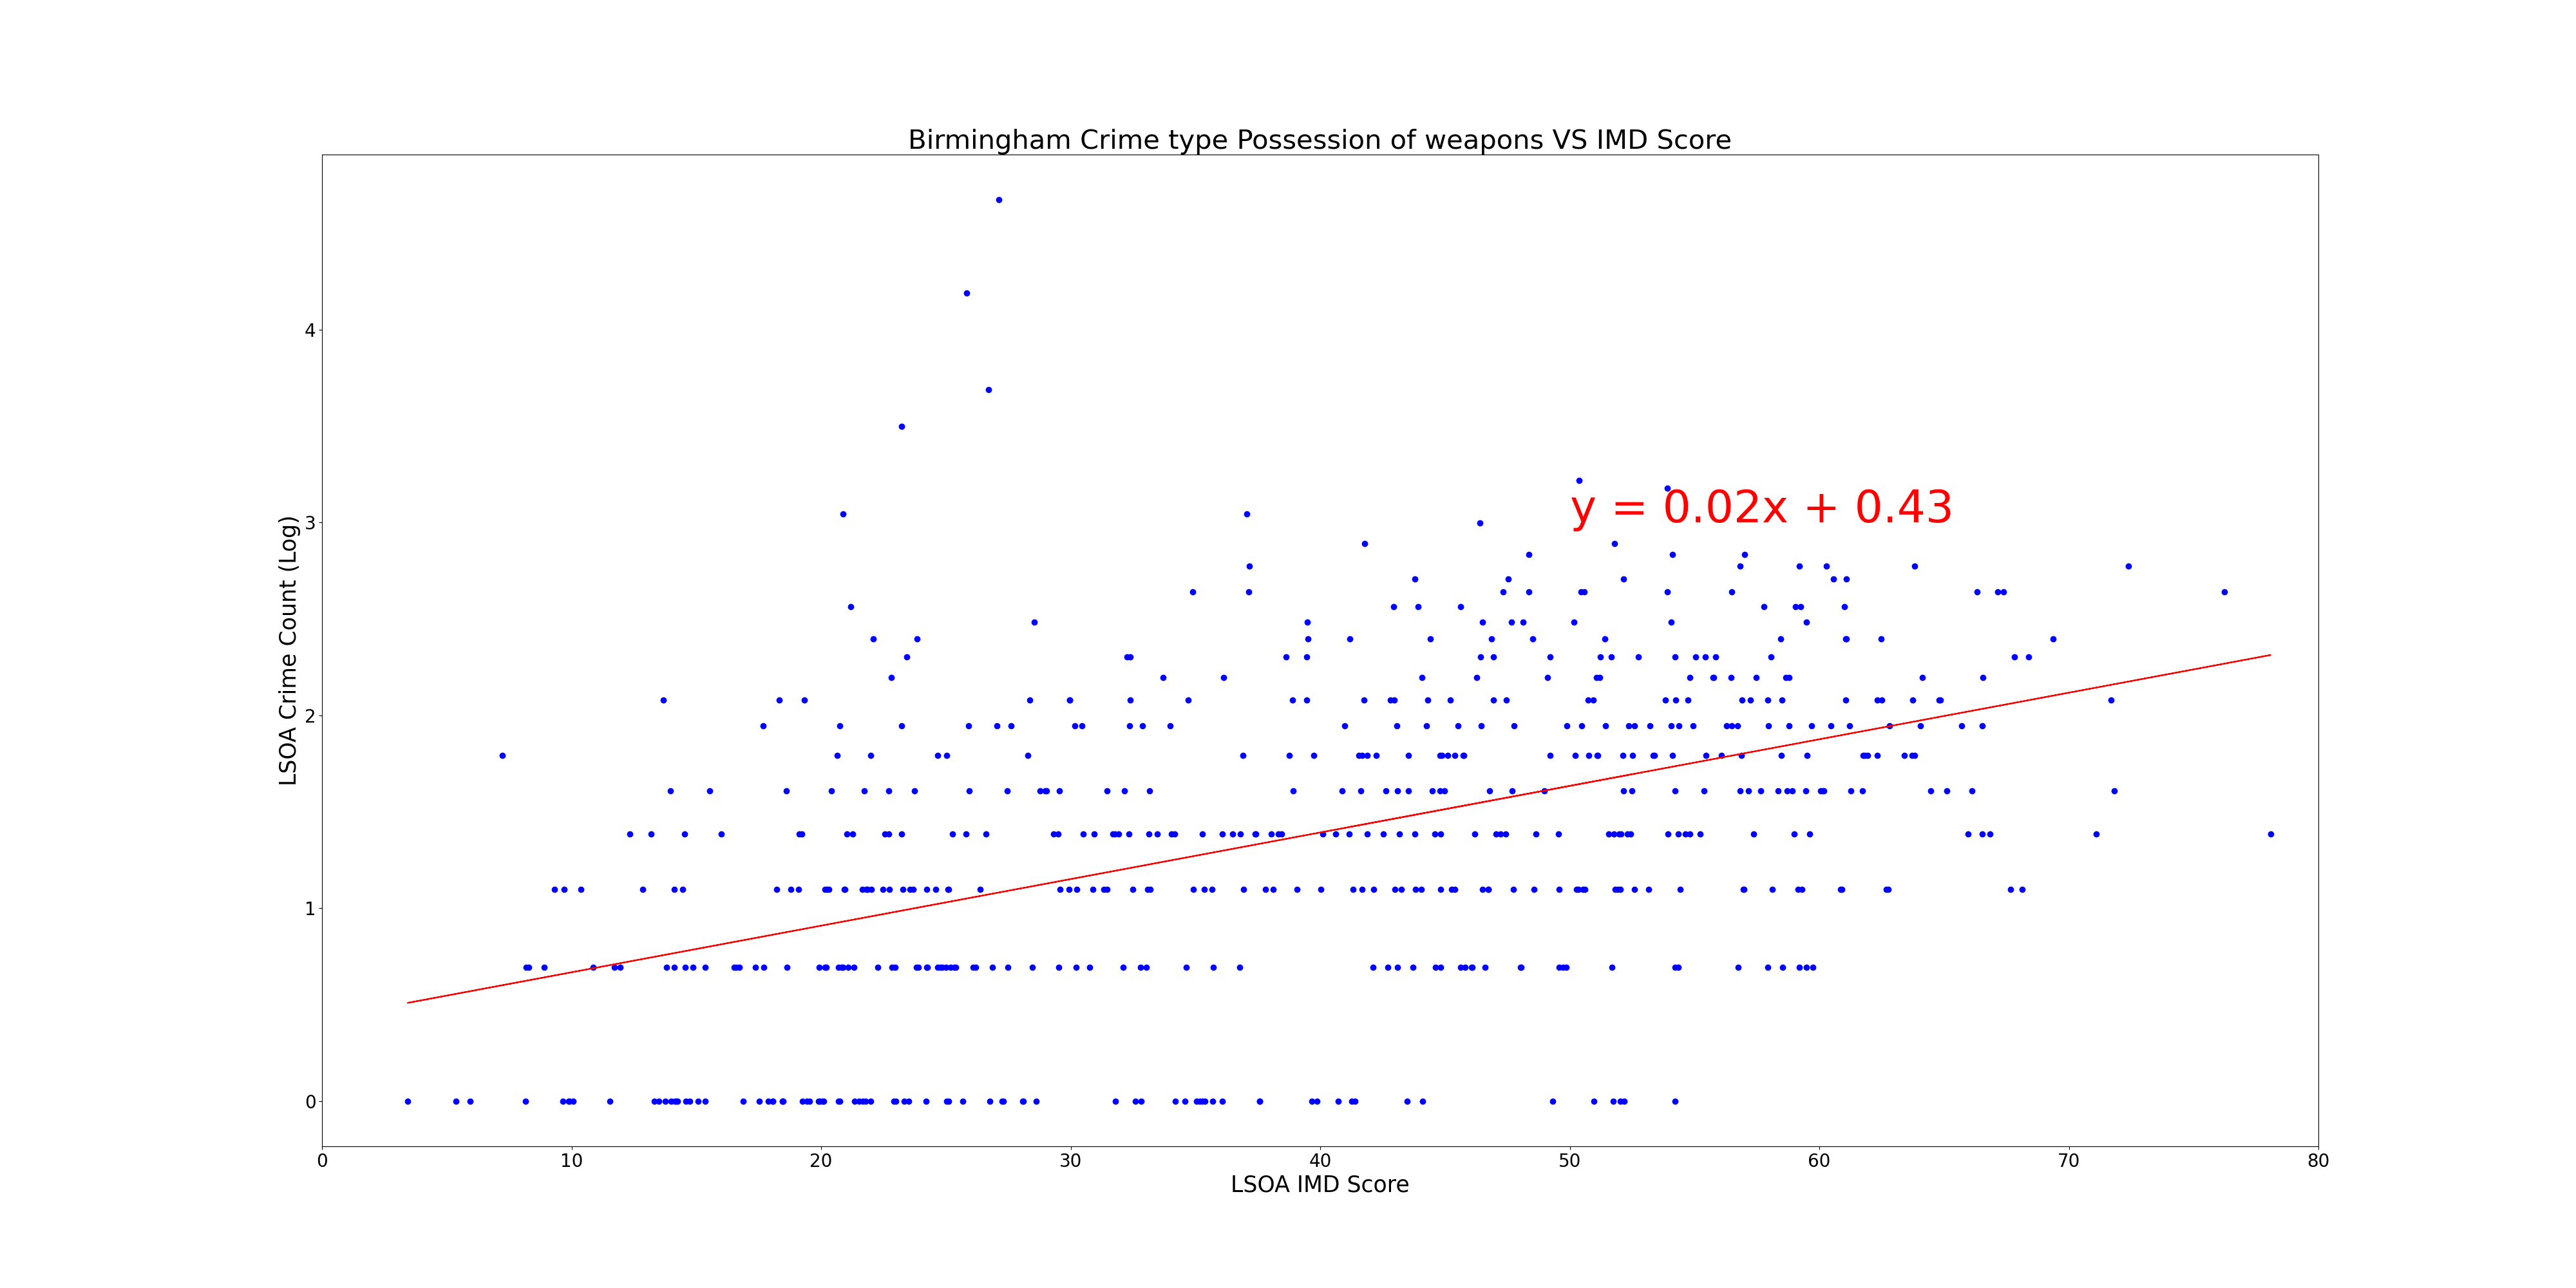 Birmingham Crime type Possession of weapons VS IMD Score
LSOA Crime Count (Log)
4
3
2
1
0
y = 0.02x + 0.43
0 10 20 30 40 50 60 70 80
LSOA IMD Score